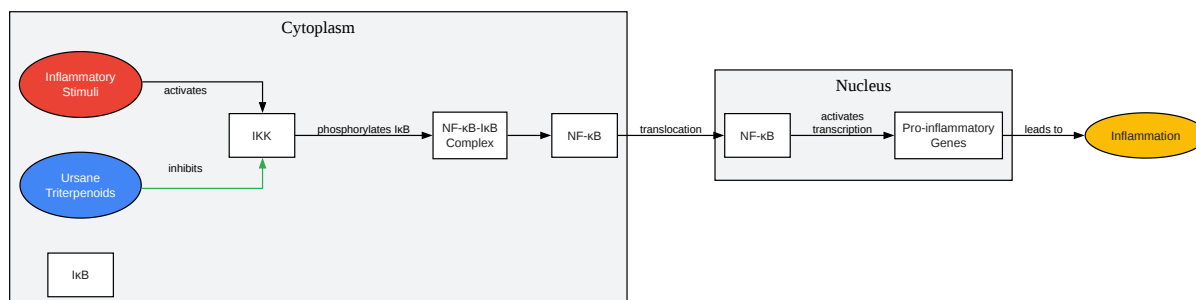 Cytoplasm
Inflammatory
Stimuli
activates
IKK
phosphorylates IκB
NF-κB-IκB
Complex
NF-κB
translocation
Ursane
Triterpenoids
inhibits
IκB
Nucleus
NF-κB
activates
transcription
Pro-inflammatory
Genes
leads to
Inflammation